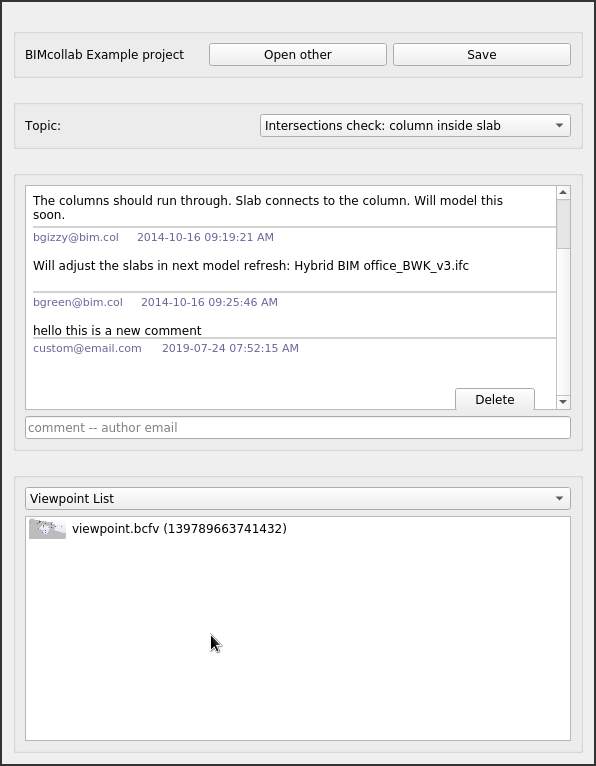 BIMcollab Example project
Open other
Save
Topic:
Intersections check: column inside slab
The columns should run through. Slab connects to the column. Will model this
soon.
bgizzy@bim.col 2014-10-16 09:19:21 AM
Will adjust the slabs in next model refresh: Hybrid BIM office_BWK_v3.ifc
bgreen@bim.col 2014-10-16 09:25:46 AM
hello this is a new comment
custom@email.com 2019-07-24 07:52:15 AM
Delete
comment -- author email
Viewpoint List
viewpoint.bcfv (139789663741432)